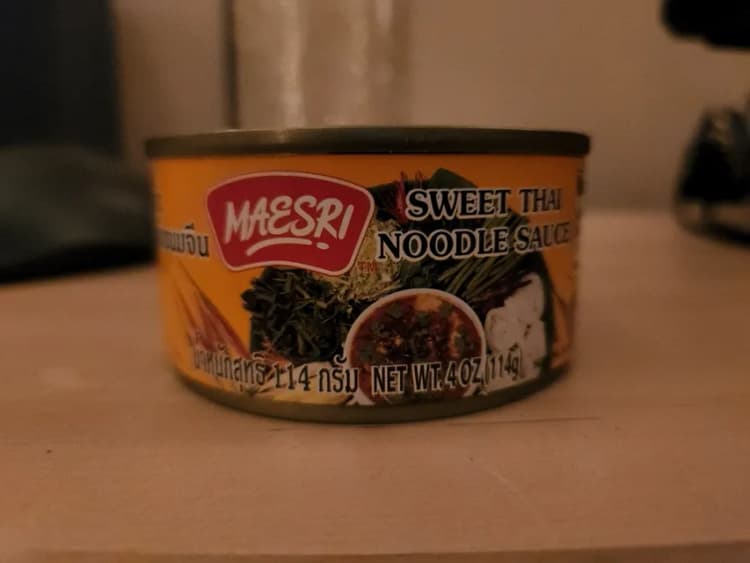 MAESRI
TM
SWEET THAI
NOODLE SAUCE
น้ำหนักสุทธิ 114 กรัม NET WT. 4 OZ (114g)